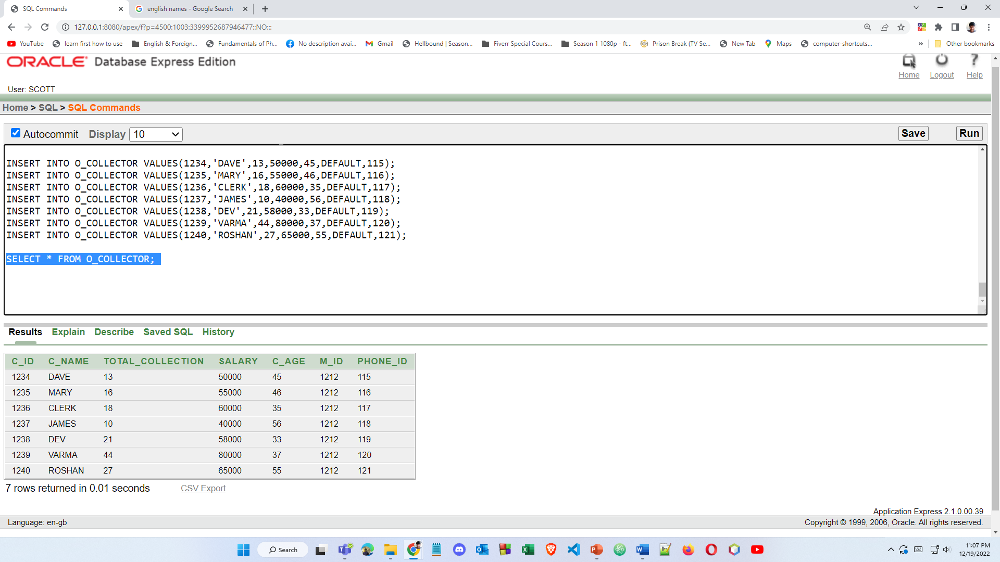 SQL Commands
english names - Google Search
127.0.0.1:8080/apex/f?p=4500:1003:3399952687946477::NO:::
YouTube learn first how to use English & Foreign... Fundamentals of Ph... No description avai... Gmail Hellbound | Season... Fiverr Special Cours... Season 1 1080p - ft... Prison Break (TV Se... New Tab Maps computer-shortcuts... » Other bookmarks
ORACLE Database Express Edition
Home Logout Help
User: SCOTT
Home > SQL > SQL Commands
Autocommit Display 10 Save Run
INSERT INTO O_COLLECTOR VALUES(1234,'DAVE',13,50000,45,DEFAULT,115);
INSERT INTO O_COLLECTOR VALUES(1235,'MARY',16,55000,46,DEFAULT,116);
INSERT INTO O_COLLECTOR VALUES(1236,'CLERK',18,60000,35,DEFAULT,117);
INSERT INTO O_COLLECTOR VALUES(1237,'JAMES',10,40000,56,DEFAULT,118);
INSERT INTO O_COLLECTOR VALUES(1238,'DEV',21,58000,33,DEFAULT,119);
INSERT INTO O_COLLECTOR VALUES(1239,'VARMA',44,80000,37,DEFAULT,120);
INSERT INTO O_COLLECTOR VALUES(1240,'ROSHAN',27,65000,55,DEFAULT,121);
SELECT * FROM O_COLLECTOR;
Results Explain Describe Saved SQL History
C_ID C_NAME TOTAL_COLLECTION SALARY C_AGE M_ID PHONE_ID
1234 DAVE 13 50000 45 1212 115
1235 MARY 16 55000 46 1212 116
1236 CLERK 18 60000 35 1212 117
1237 JAMES 10 40000 56 1212 118
1238 DEV 21 58000 33 1212 119
1239 VARMA 44 80000 37 1212 120
1240 ROSHAN 27 65000 55 1212 121
7 rows returned in 0.01 seconds CSV Export
Application Express 2.1.0.00.39
Language: en-gb Copyright © 1999, 2006, Oracle. All rights reserved.
Search
11:07 PM
12/19/2022